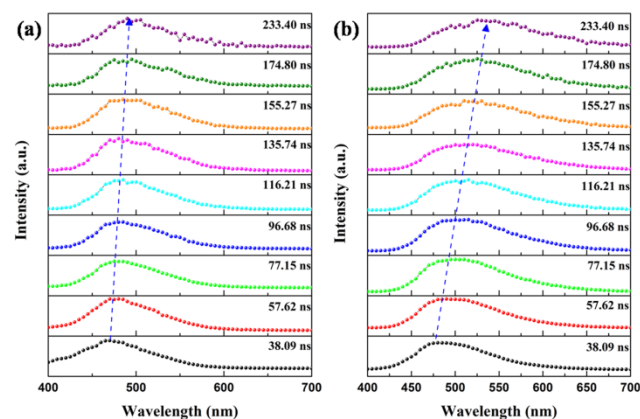 (a)
233.40 ns
174.80 ns
155.27 ns
135.74 ns
116.21 ns
96.68 ns
77.15 ns
57.62 ns
38.09 ns
400 450 500 550 600 700
Wavelength (nm)
Intensity (a.u.)
(b)
233.40 ns
174.80
155.27 ns
135.74 ns
116.21 ns
96.68 ns
77.15 ns
57.62 ns
38.09 ns
400 450 500 550 600 650 700
Wavelength (nm)
Intensity (a.u.)